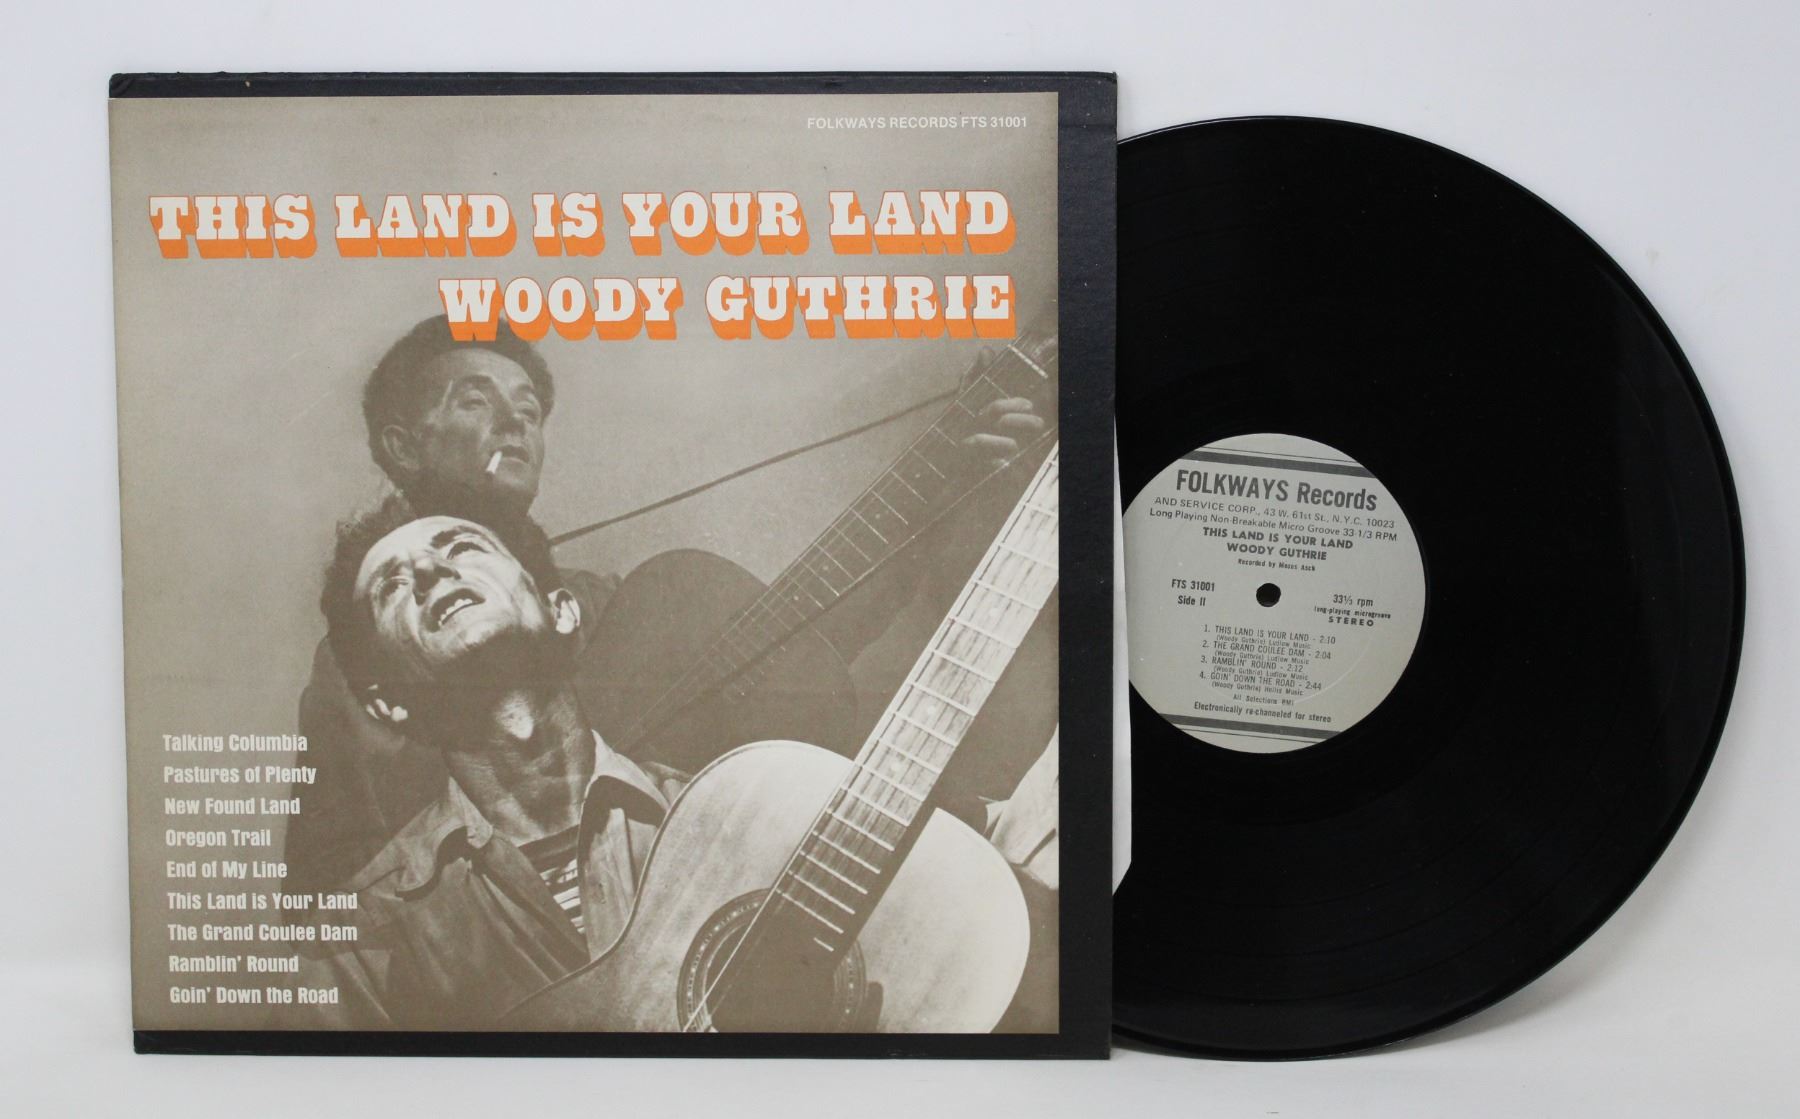 FOLKWAYS RECORDS FTS 31001
THIS LAND IS YOUR LAND
WOODY GUTHRIE
Talking Columbia
Pastures of Plenty
New Found Land
Oregon Trail
End of My Line
This Land is Your Land
The Grand Coulee Dam
Ramblin' Round
Goin' Down the Road
FOLKWAYS Records
AND SERVICE CORP., 43 W. 61st St., N.Y.C. 10023
Long Playing Non-Breakable Micro Groove 33-1/3 RPM
THIS LAND IS YOUR LAND
WOODY GUTHRIE
Recorded by Moses Asch
FTS 31001
Side II
33⅓ rpm
long-playing microgroove
STEREO
1. THIS LAND IS YOUR LAND - 2:10
(Woody Guthrie) Ludlow Music
2. THE GRAND COULEE DAM - 2:04
(Woody Guthrie) Ludlow Music
3. RAMBLIN' ROUND - 2:12
(Woody Guthrie) Ludlow Music
4. GOIN' DOWN THE ROAD - 2:44
(Woody Guthrie) Hollis Music
All Selections BMI
Electronically re-channeled for stereo